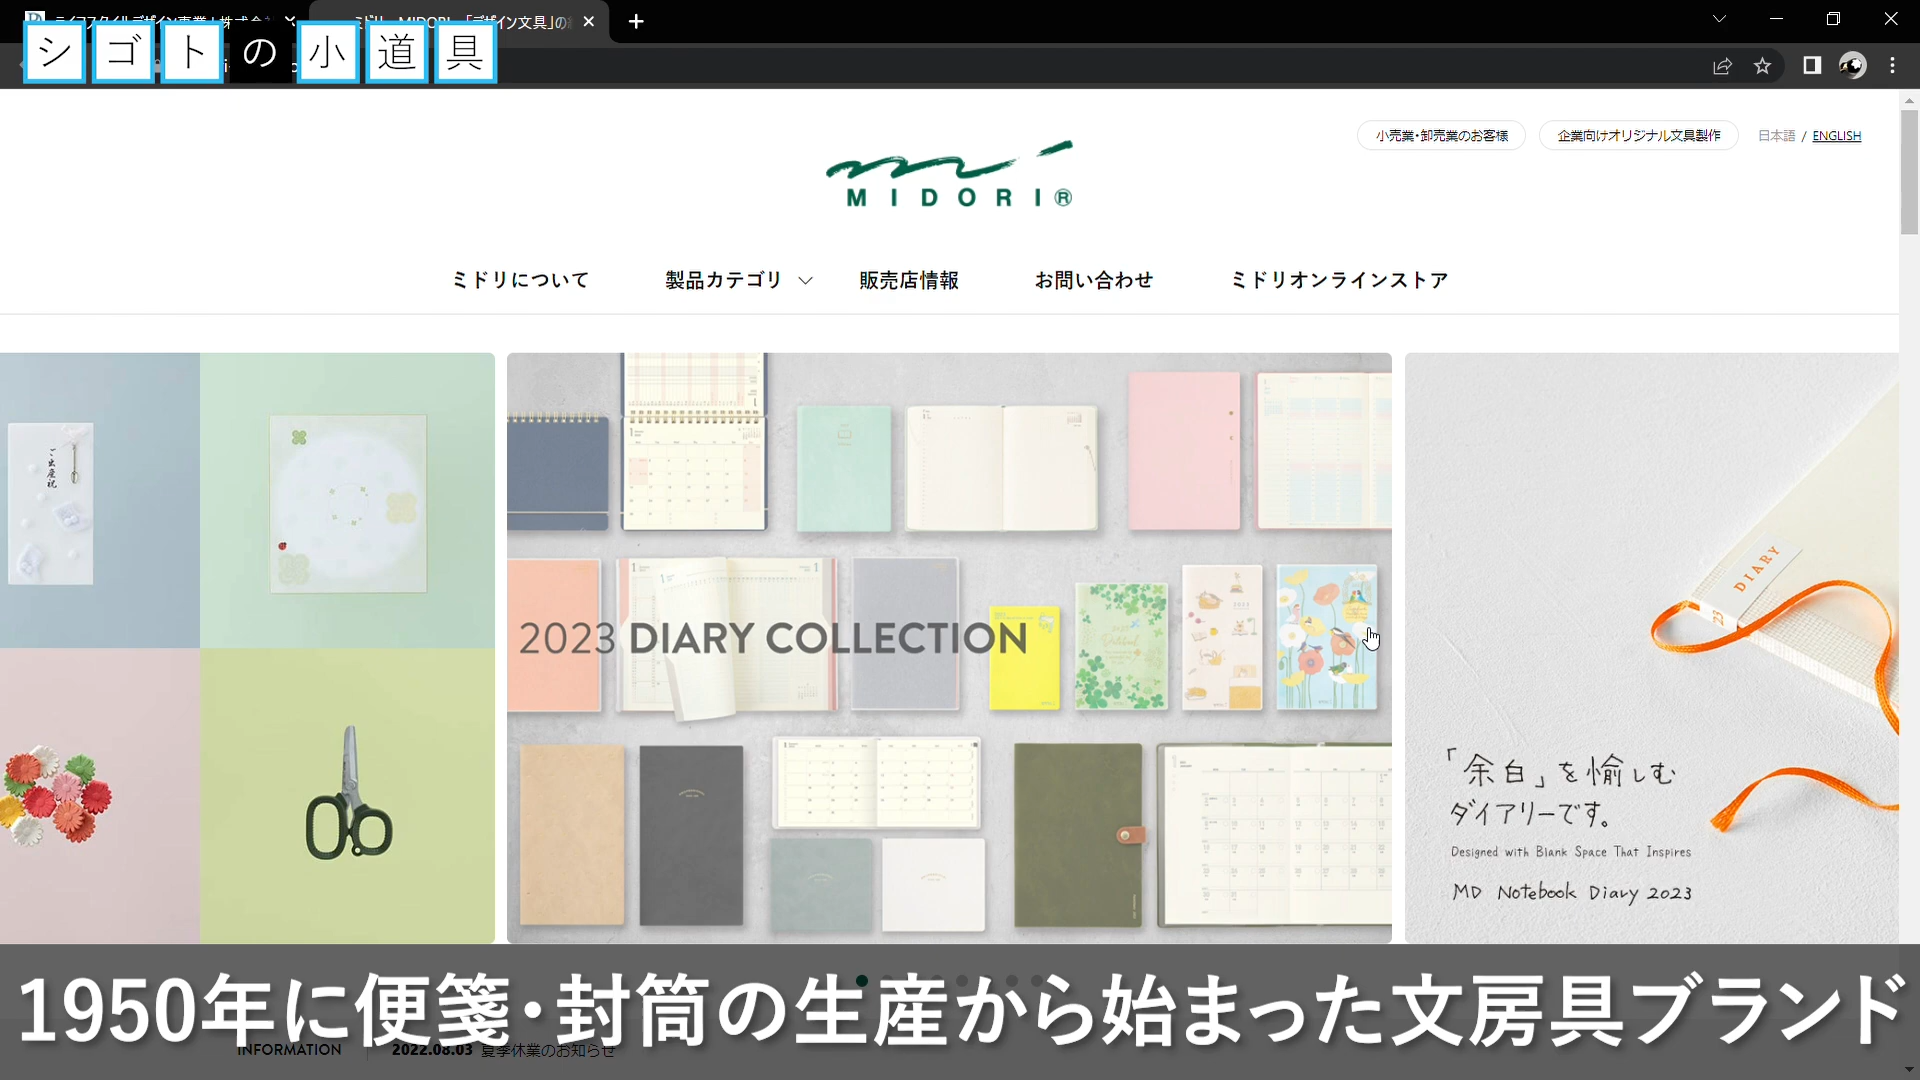 シゴトの小道具
小売業・卸売業のお客様
企業向けオリジナル文具製作
日本語 / ENGLISH
MIDORI®
ミドリについて
製品カテゴリ
販売店情報
お問い合わせ
ミドリオンラインストア
ご出産祝
2023 DIARY COLLECTION
DIARY
「余白」を愉しむ
ダイアリーです。
Designed with Blank Space That Inspires
MD Notebook Diary 2023
1950年に便箋・封筒の生産から始まった文房具ブランド
INFORMATION
2022.08.03 夏季休業のお知らせ